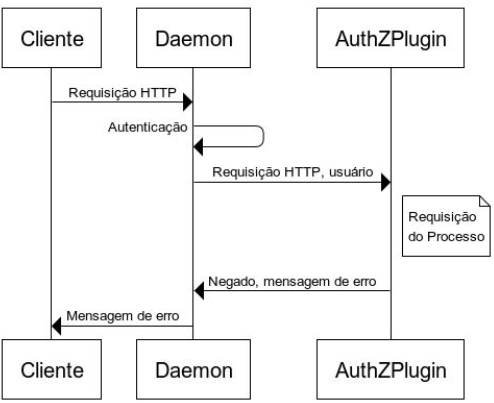 Cliente
Daemon
AuthZPlugin
Requisição HTTP
Autenticação
Requisição HTTP, usuário
Requisição
do Processo
Negado, mensagem de erro
Mensagem de erro
Cliente
Daemon
AuthZPlugin